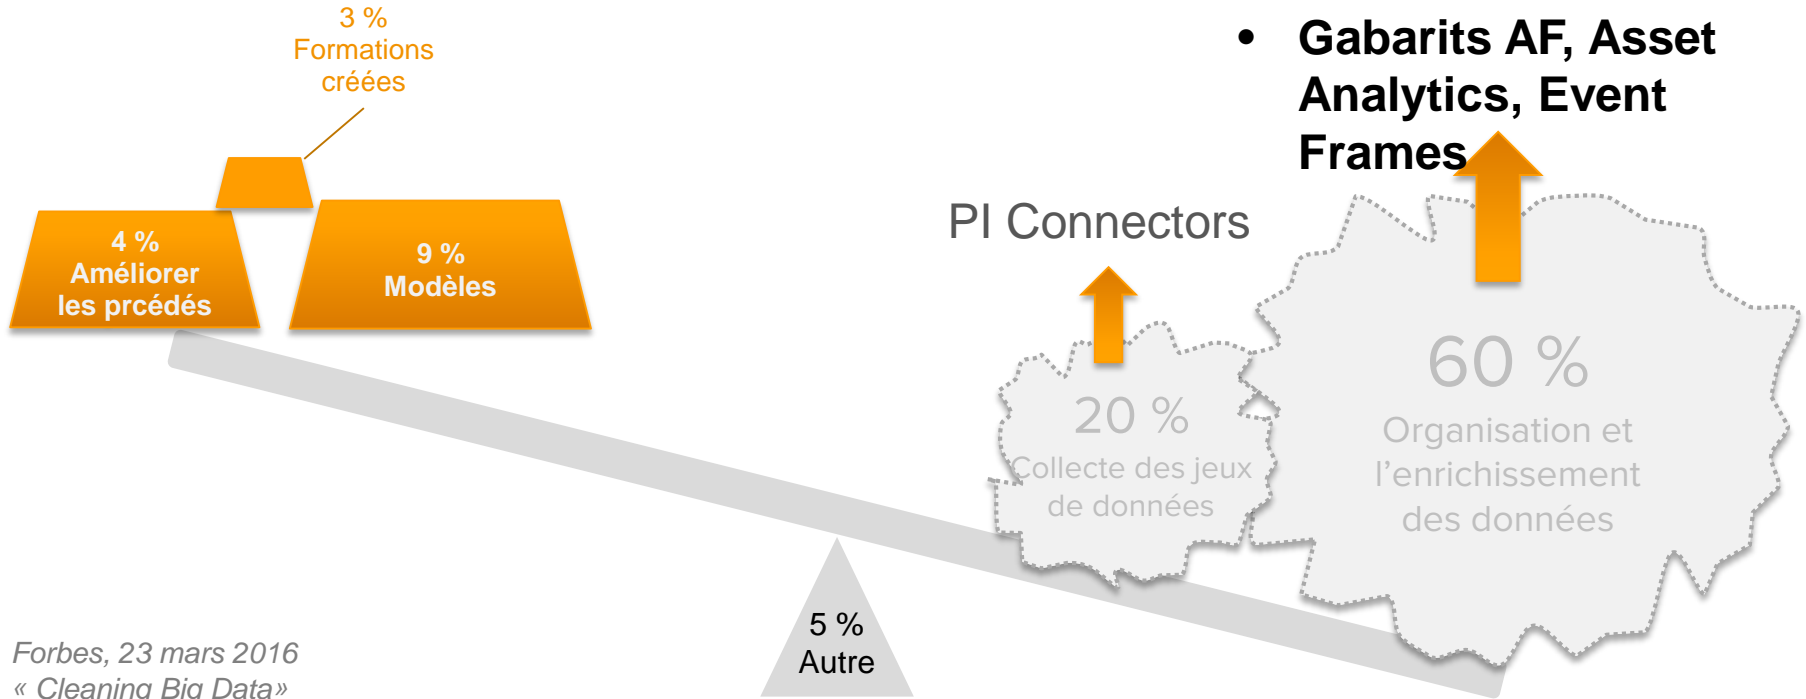 3 %
Formations
créées
• Gabarits AF, Asset
Analytics, Event
Frames
PI Connectors
4 %
Améliorer
les prcédés
9 %
Modèles
20 %
Collecte des jeux
de données
60 %
Organisation et
l'enrichissement
des données
5 %
Autre
Forbes, 23 mars 2016
« Cleaning Big Data»